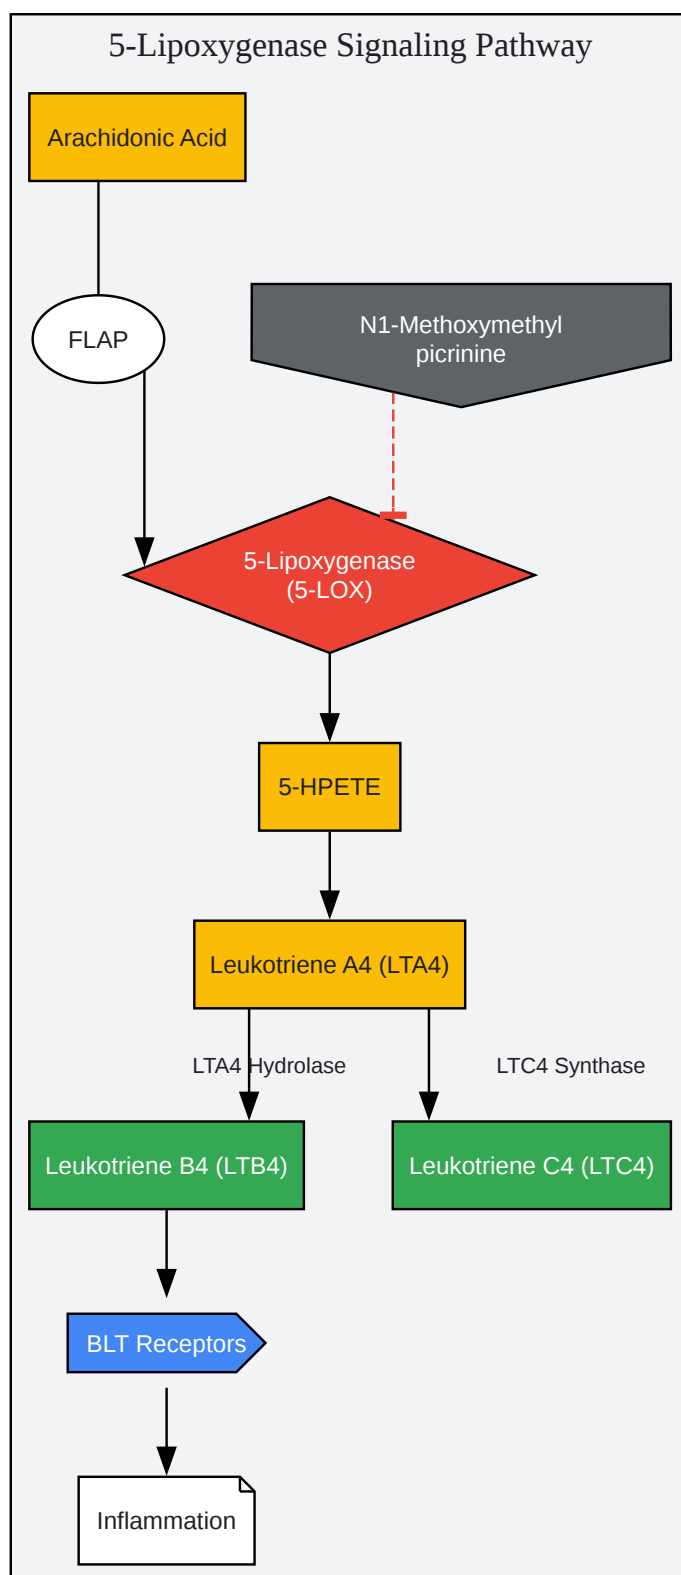 5-Lipoxygenase Signaling Pathway
Arachidonic Acid
FLAP
N1-Methoxymethyl
picrinine
5-Lipoxygenase
(5-LOX)
5-HPETE
Leukotriene A4 (LTA4)
LTA4 Hydrolase
LTC4 Synthase
Leukotriene B4 (LTB4)
Leukotriene C4 (LTC4)
BLT Receptors
Inflammation